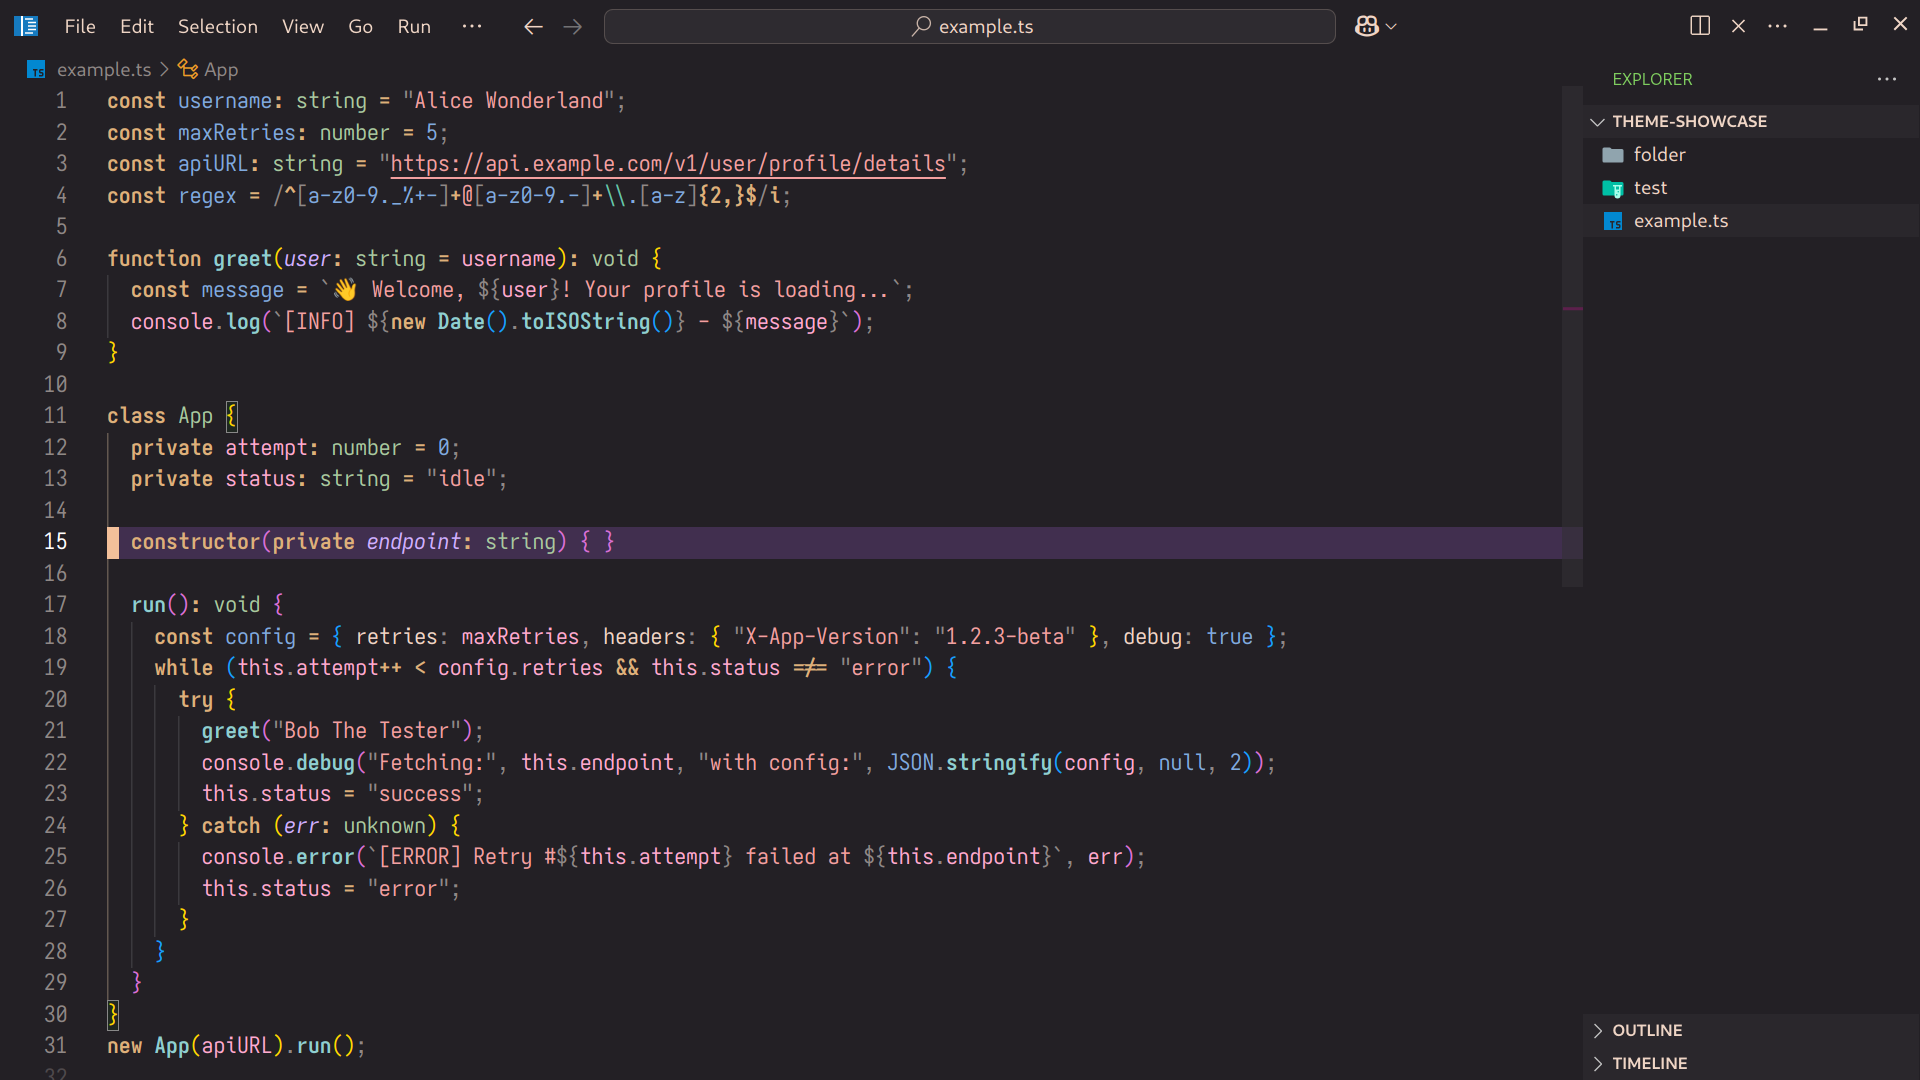 File Edit Selection View Go Run ··· example.ts
example.ts > App
EXPLORER ···
THEME-SHOWCASE
folder
test
example.ts
1 const username: string = "Alice Wonderland";
2 const maxRetries: number = 5;
3 const apiURL: string = "https://api.example.com/v1/user/profile/details";
4 const regex = /^[a-z0-9._%+-]+@[a-z0-9.-]+\\.[a-z]{2,}$/i;
5
6 function greet(user: string = username): void {
7   const message = `👋 Welcome, ${user}! Your profile is loading...`;
8   console.log(`[INFO] ${new Date().toISOString()} - ${message}`);
9 }
10
11 class App {
12   private attempt: number = 0;
13   private status: string = "idle";
14
15   constructor(private endpoint: string) { }
16
17   run(): void {
18     const config = { retries: maxRetries, headers: { "X-App-Version": "1.2.3-beta" }, debug: true };
19     while (this.attempt++ < config.retries && this.status !== "error") {
20       try {
21         greet("Bob The Tester");
22         console.debug("Fetching:", this.endpoint, "with config:", JSON.stringify(config, null, 2));
23         this.status = "success";
24       } catch (err: unknown) {
25         console.error(`[ERROR] Retry #${this.attempt} failed at ${this.endpoint}`, err);
26         this.status = "error";
27       }
28     }
29   }
30 }
31 new App(apiURL).run();
32
OUTLINE
TIMELINE